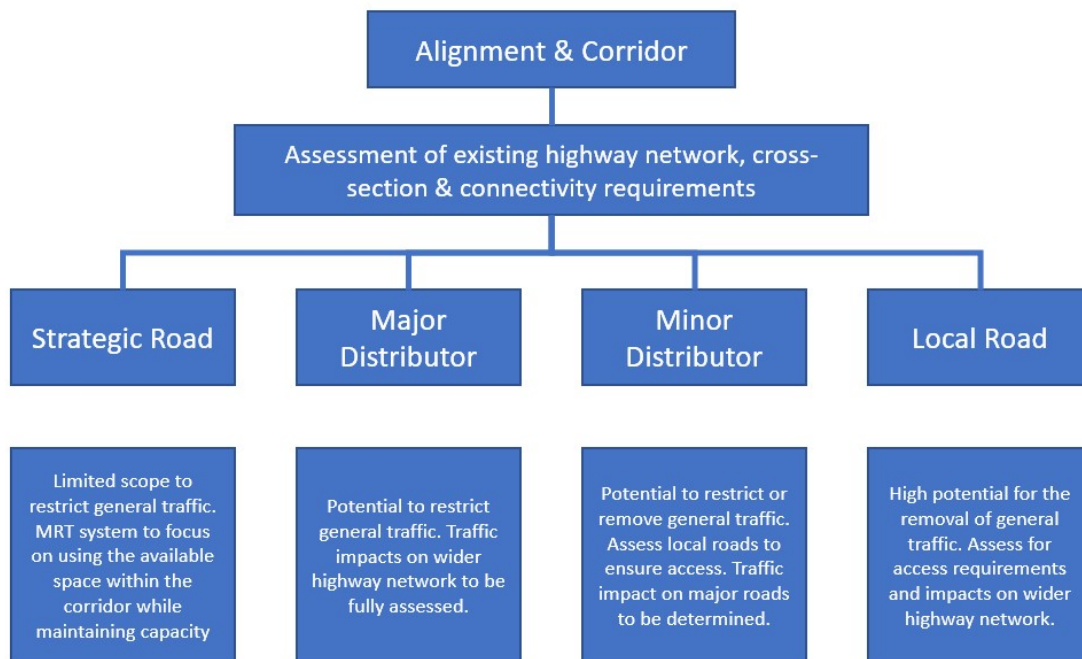 Alignment & Corridor
Assessment of existing highway network, cross-
section & connectivity requirements
Strategic Road
Major
Distributor
Minor
Distributor
Local Road
Limited scope to
restrict general traffic.
MRT system to focus
on using the available
space within the
corridor while
maintaining capacity
Potential to restrict
general traffic. Traffic
impacts on wider
highway network to be
fully assessed.
Potential to restrict or
remove general traffic.
Assess local roads to
ensure access. Traffic
impact on major roads
to be determined.
High potential for the
removal of general
traffic. Assess for
access requirements
and impacts on wider
highway network.